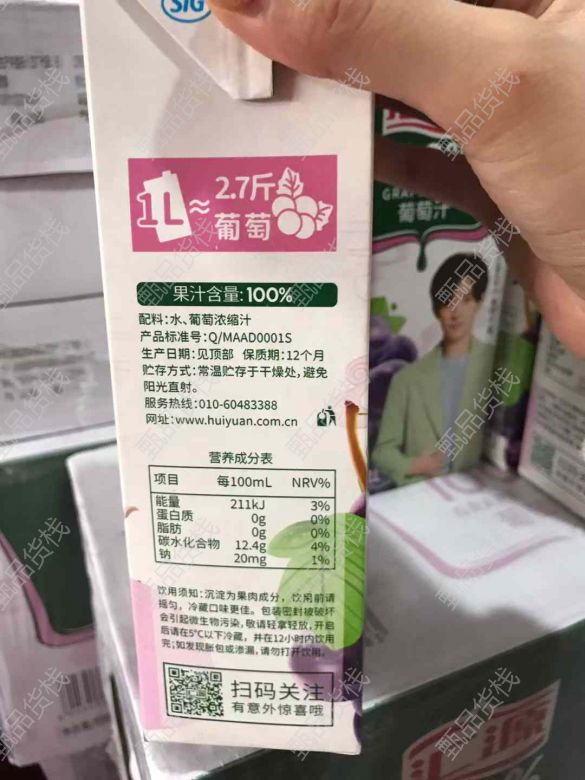 SIG
1L≈
2.7斤
葡萄
果汁含量:100%
配料:水、葡萄浓缩汁
产品标准号:Q/MAAD0001S
生产日期:见顶部 保质期:12个月
贮存方式:常温贮存于干燥处,避免
阳光直射。
服务热线:010-60483388
网址:www.huiyuan.com.cn
营养成分表
项目 每100mL NRV%
能量 211kJ 3%
蛋白质 0g 0%
脂肪 0g 0%
碳水化合物 12.4g 4%
钠 20mg 1%
饮用须知:沉淀为果肉成分,饮用前请
摇匀,冷藏口味更佳。包装密封被破坏
会引起微生物污染,敬请轻拿轻放,开启
后请在5°C以下冷藏,并在12小时内饮用
完;如发现胀包或渗漏,请勿打开饮用。
扫码关注
有意外惊喜哦
GRA
葡萄汁
源
甄品货栈